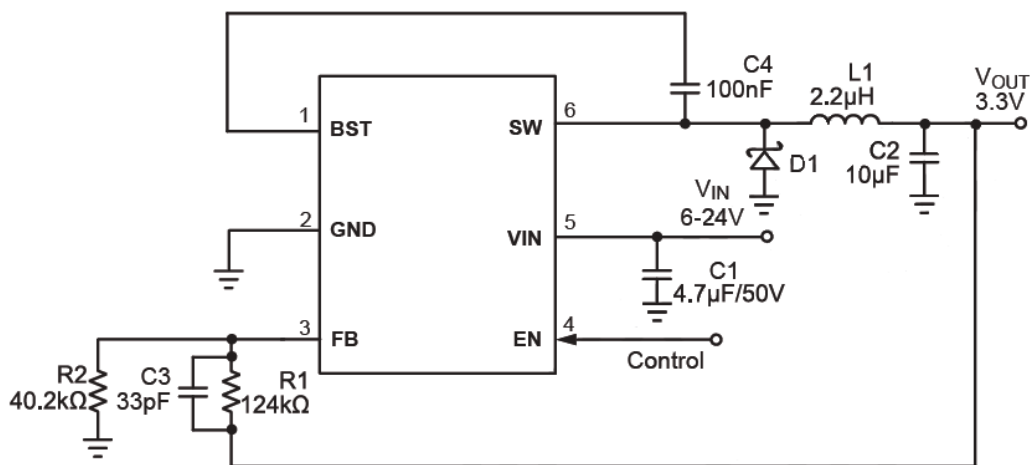 C4
100nF
L1
2.2µH
VOUT
3.3V
1
BST
SW
6
D1
C2
10µF
VIN
6-24V
2
GND
VIN
5
C1
4.7µF/50V
3
FB
EN
4
Control
R2
40.2kΩ
C3
33pF
R1
124kΩ